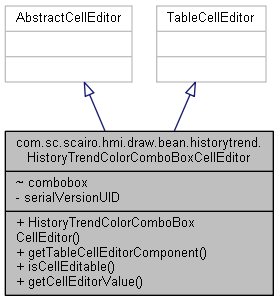 AbstractCellEditor
TableCellEditor
com.sc.scairo.hmi.draw.bean.historytrend.
HistoryTrendColorComboBoxCellEditor
~ combobox
- serialVersionUID
+ HistoryTrendColorComboBox
CellEditor()
+ getTableCellEditorComponent()
+ isCellEditable()
+ getCellEditorValue()